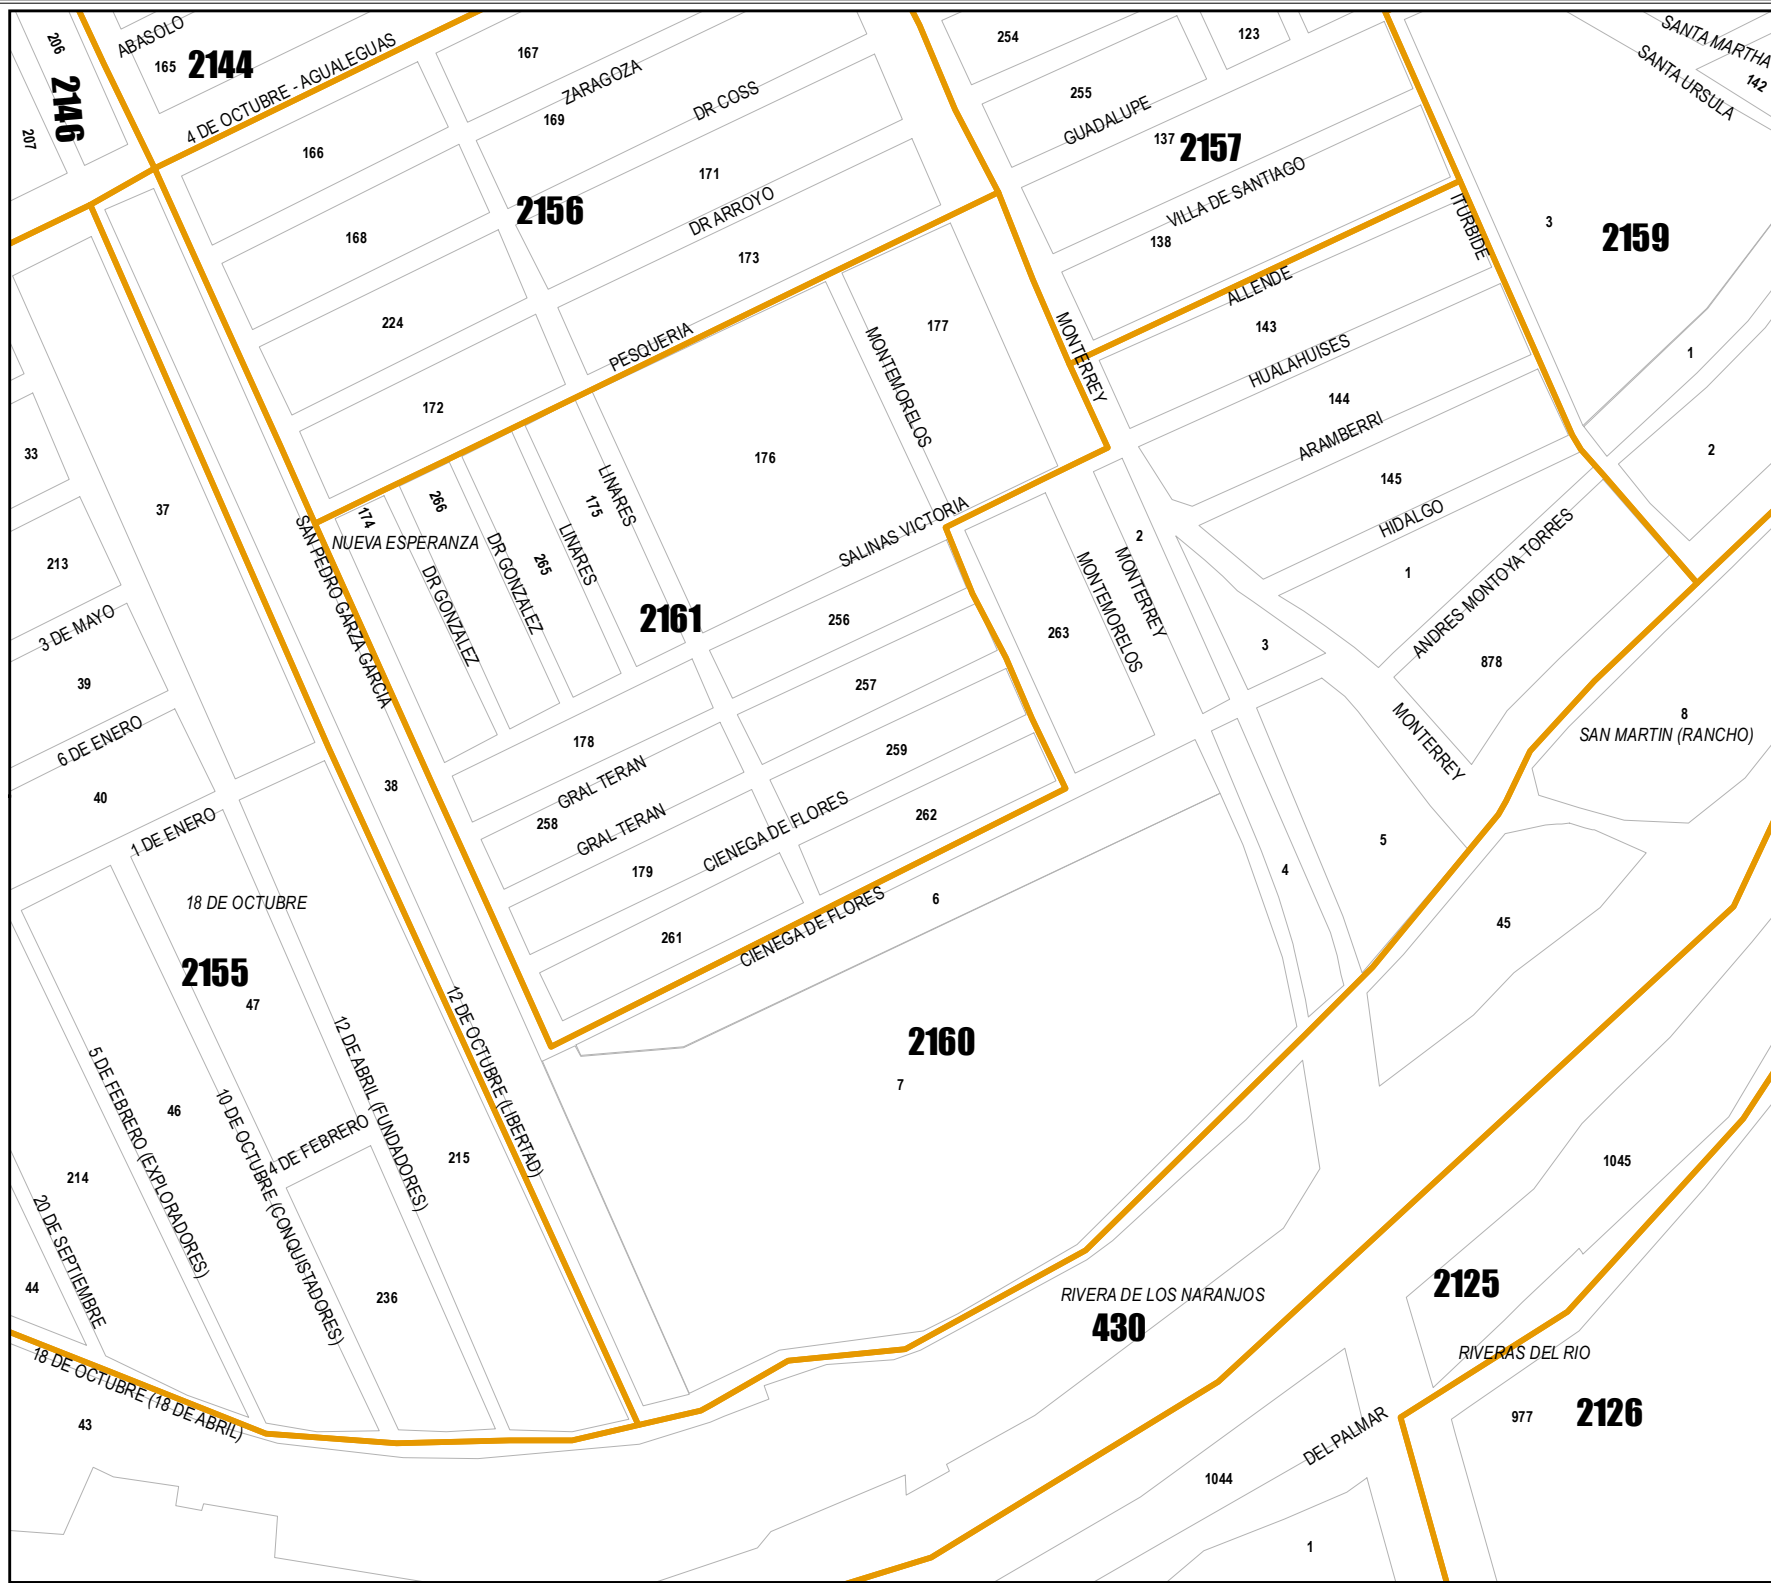 206
ABASOLO
165
2144
2146
207
4 DE OCTUBRE - AGUALEGUAS
167
ZARAGOZA
169
DR COSS
166
171
168
2156
DR ARROYO
173
224
PESQUERIA
172
254
123
255
GUADALUPE
137
2157
VILLA DE SANTIAGO
138
ITURBIDE
SANTA MARTHA
SANTA URSULA
142
3
2159
ALLENDE
143
HUALAHUISES
144
ARAMBERRI
145
HIDALGO
1
2
1
MONTERREY
177
MONTEMORELOS
176
33
37
213
3 DE MAYO
39
6 DE ENERO
40
1 DE ENERO
174
266
NUEVA ESPERANZA
DR GONZALEZ
DR GONZALEZ
265
LINARES
175
LINARES
SAN PEDRO GARZA GARCIA
2161
SALINAS VICTORIA
256
257
263
MONTEMORELOS
2
MONTERREY
3
ANDRES MONTOYA TORRES
878
MONTERREY
8
SAN MARTIN (RANCHO)
178
259
GRAL TERAN
258
GRAL TERAN
179
CIENEGA DE FLORES
262
261
CIENEGA DE FLORES
6
38
4
5
45
18 DE OCTUBRE
2155
47
12 DE OCTUBRE (LIBERTAD)
2160
7
5 DE FEBRERO (EXPLORADORES)
46
10 DE OCTUBRE (CONQUISTADORES)
12 DE ABRIL (FUNDADORES)
4 DE FEBRERO
215
214
20 DE SEPTIEMBRE
44
236
18 DE OCTUBRE (18 DE ABRIL)
43
1045
2125
RIVERA DE LOS NARANJOS
430
RIVERAS DEL RIO
977
2126
DEL PALMAR
1044
1